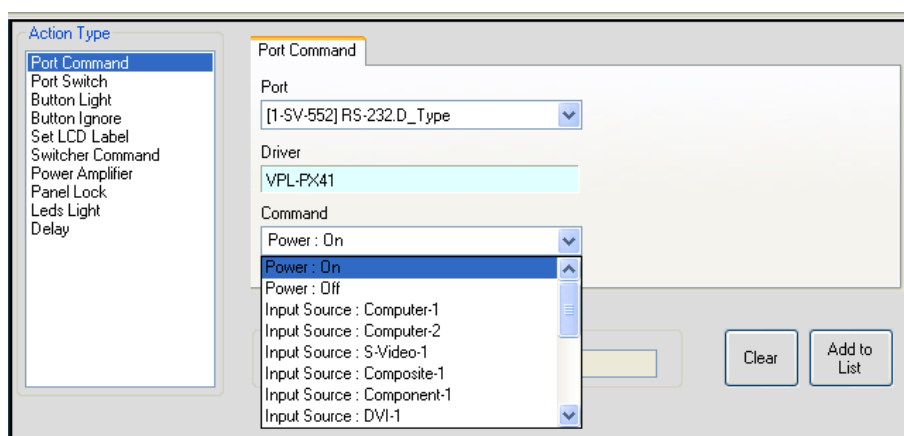 Action Type
Port Command
Port Switch
Button Light
Button Ignore
Set LCD Label
Switcher Command
Power Amplifier
Panel Lock
Leds Light
Delay
Port Command
Port
[1-SV-552] RS-232.D_Type
Driver
VPL-PX41
Command
Power : On
Power : On
Power : Off
Input Source : Computer-1
Input Source : Computer-2
Input Source : S-Video-1
Input Source : Composite-1
Input Source : Component-1
Input Source : DVI-1
Clear
Add to
List